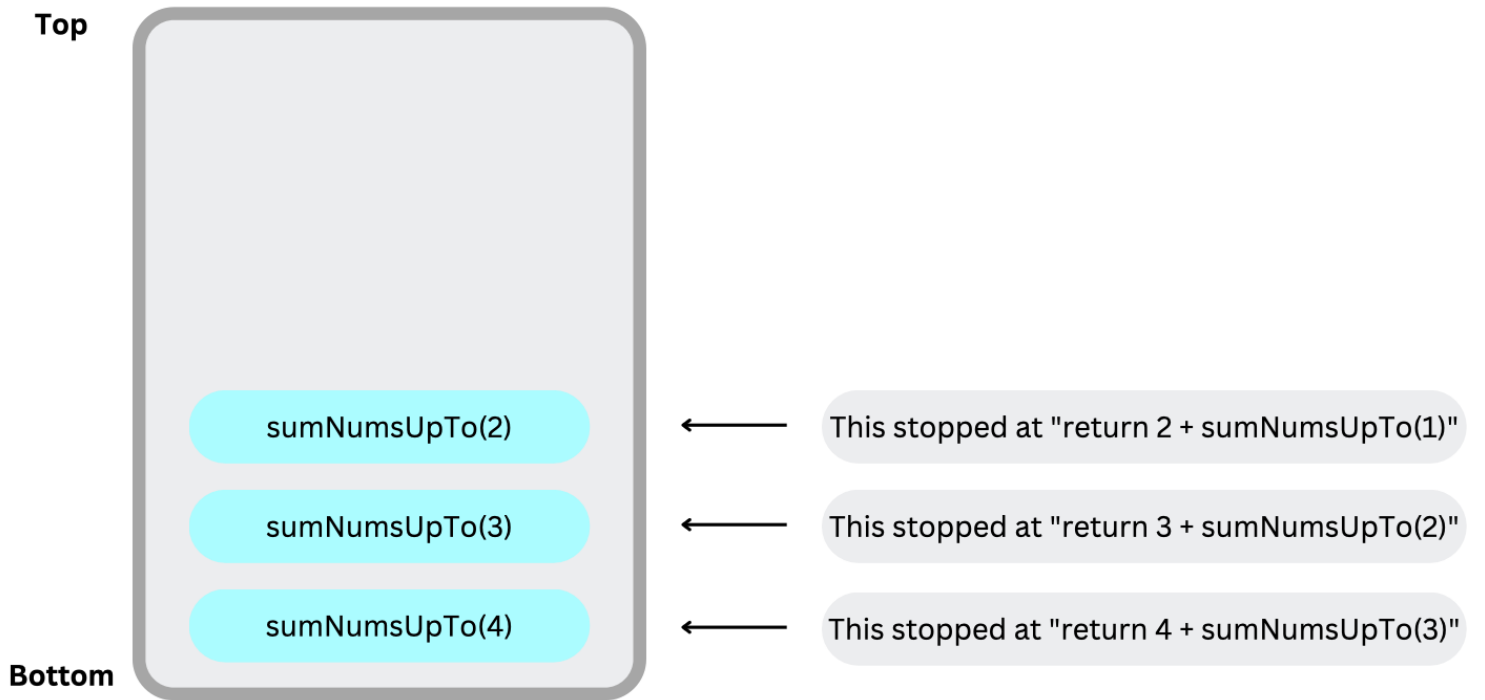 Top
sumNumsUpTo(2)
This stopped at "return 2 + sumNumsUpTo(1)"
sumNumsUpTo(3)
This stopped at "return 3 + sumNumsUpTo(2)"
sumNumsUpTo(4)
This stopped at "return 4 + sumNumsUpTo(3)"
Bottom